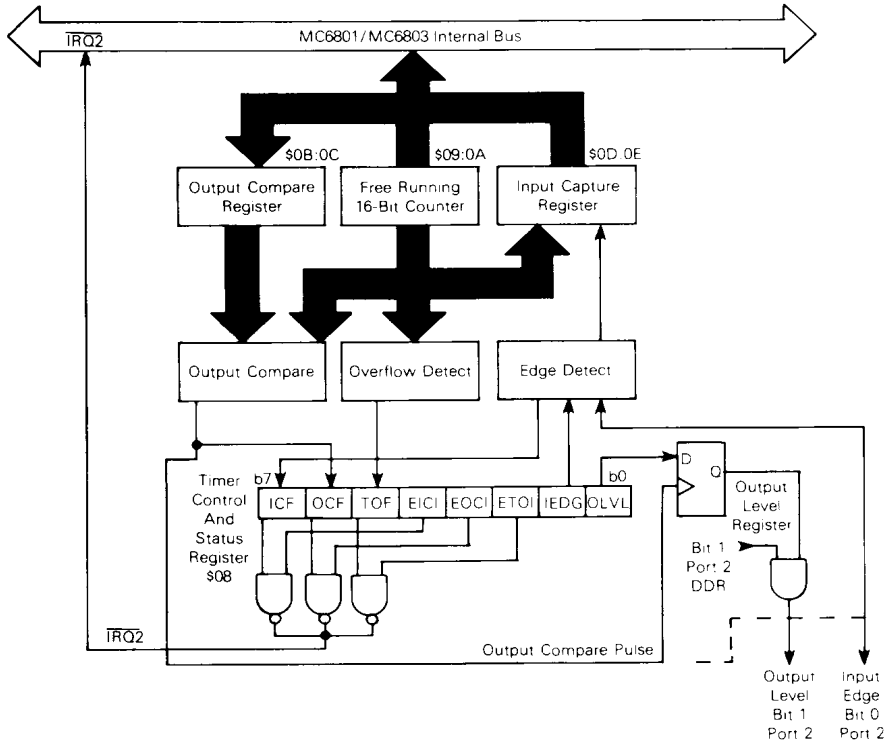 IRQ2
MC6801/MC6803 Internal Bus
$0B:0C
$09:0A
$0D:0E
Output Compare
Register
Free Running
16-Bit Counter
Input Capture
Register
Output Compare
Overflow Detect
Edge Detect
Timer
Control
And
Status
Register
$08
b7
b0
ICF OCF TOF EICI EOCI ETOI IEDG OLVL
D
Q
Output
Level
Register
Bit 1
Port 2
DDR
IRQ2
Output Compare Pulse
Output
Level
Bit 1
Port 2
Input
Edge
Bit 0
Port 2